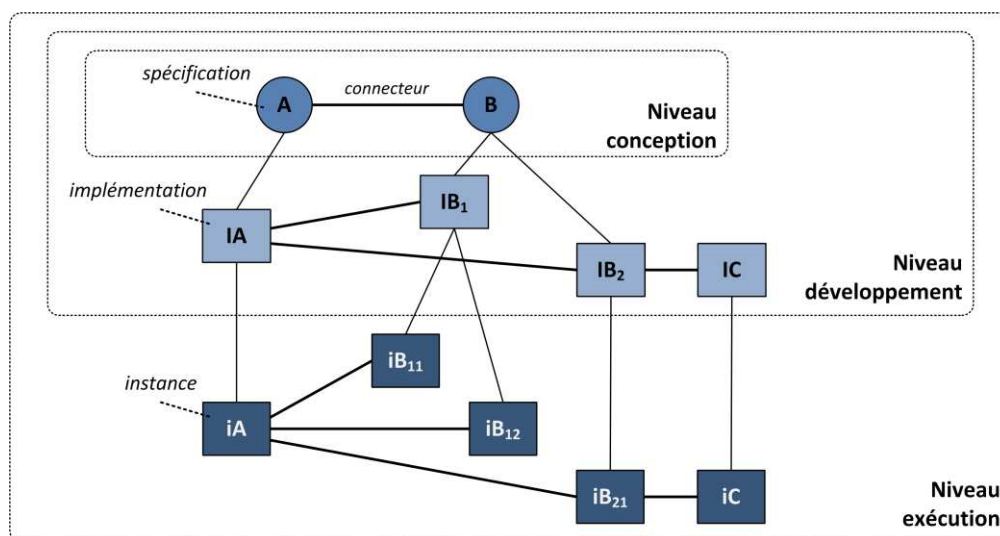 spécification
A
connecteur
B
Niveau
conception
implémentation
IA
IB₁
IB₂
IC
Niveau
développement
instance
iA
iB₁₁
iB₁₂
iB₂₁
iC
Niveau
exécution